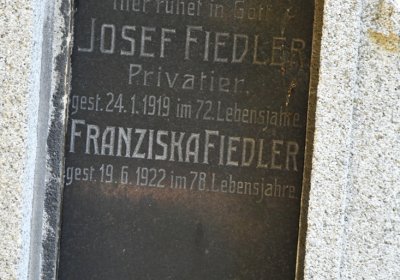 Hier ruhet in Gott
JOSEF FIEDLER
Privatier,
gest. 24.1.1919 im 72. Lebensjahre
FRANZISKA FIEDLER
gest. 19.6.1922 im 78. Lebensjahre